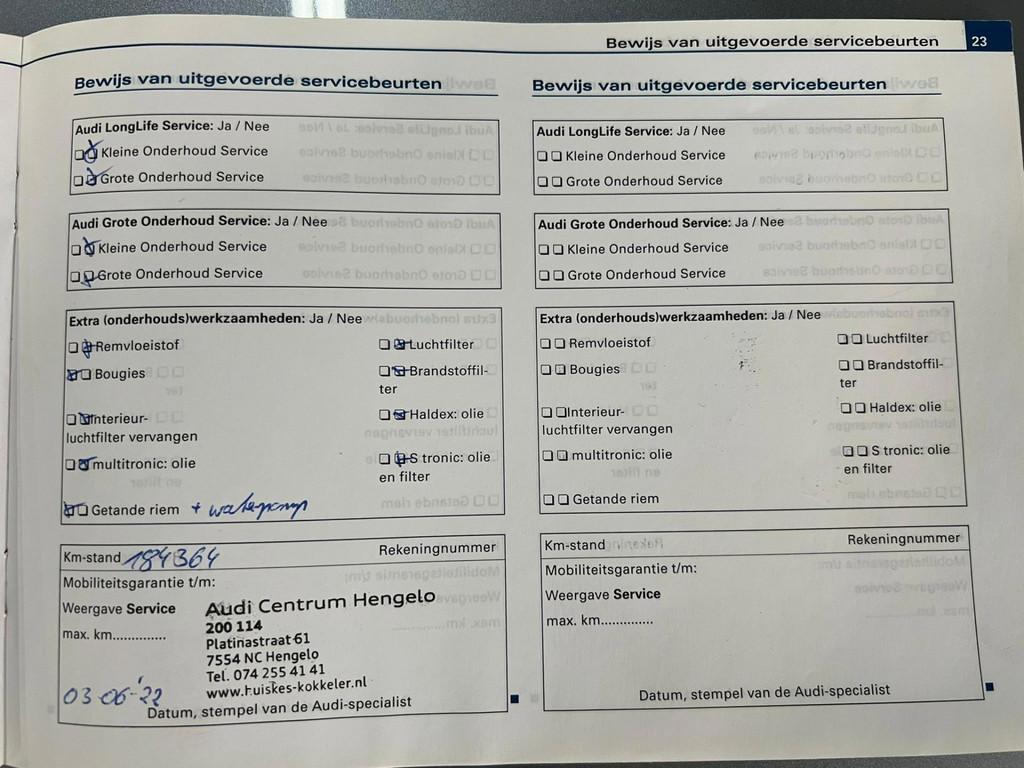 Bewijs van uitgevoerde servicebeurten 23
Bewijs van uitgevoerde servicebeurten
Audi LongLife Service: Ja / Nee
Kleine Onderhoud Service
Grote Onderhoud Service
Audi Grote Onderhoud Service: Ja / Nee
Kleine Onderhoud Service
Grote Onderhoud Service
Extra (onderhouds)werkzaamheden: Ja / Nee
Remvloeistof
Luchtfilter
Bougies
Brandstoffil-
ter
Interieur-
luchtfilter vervangen
Haldex: olie
multitronic: olie
S tronic: olie
en filter
Getande riem + waterpomp
Km-stand 184364
Rekeningnummer
Mobiliteitsgarantie t/m:
Weergave Service
max. km..............
Audi Centrum Hengelo
200 114
Platinastraat 61
7554 NC Hengelo
Tel. 074 255 41 41
www.huiskes-kokkeler.nl
03-06-'22
Datum, stempel van de Audi-specialist
Bewijs van uitgevoerde servicebeurten
Audi LongLife Service: Ja / Nee
Kleine Onderhoud Service
Grote Onderhoud Service
Audi Grote Onderhoud Service: Ja / Nee
Kleine Onderhoud Service
Grote Onderhoud Service
Extra (onderhouds)werkzaamheden: Ja / Nee
Remvloeistof
Luchtfilter
Bougies
Brandstoffil-
ter
Interieur-
luchtfilter vervangen
Haldex: olie
multitronic: olie
S tronic: olie
en filter
Getande riem
Km-stand
Rekeningnummer
Mobiliteitsgarantie t/m:
Weergave Service
max. km..............
Datum, stempel van de Audi-specialist